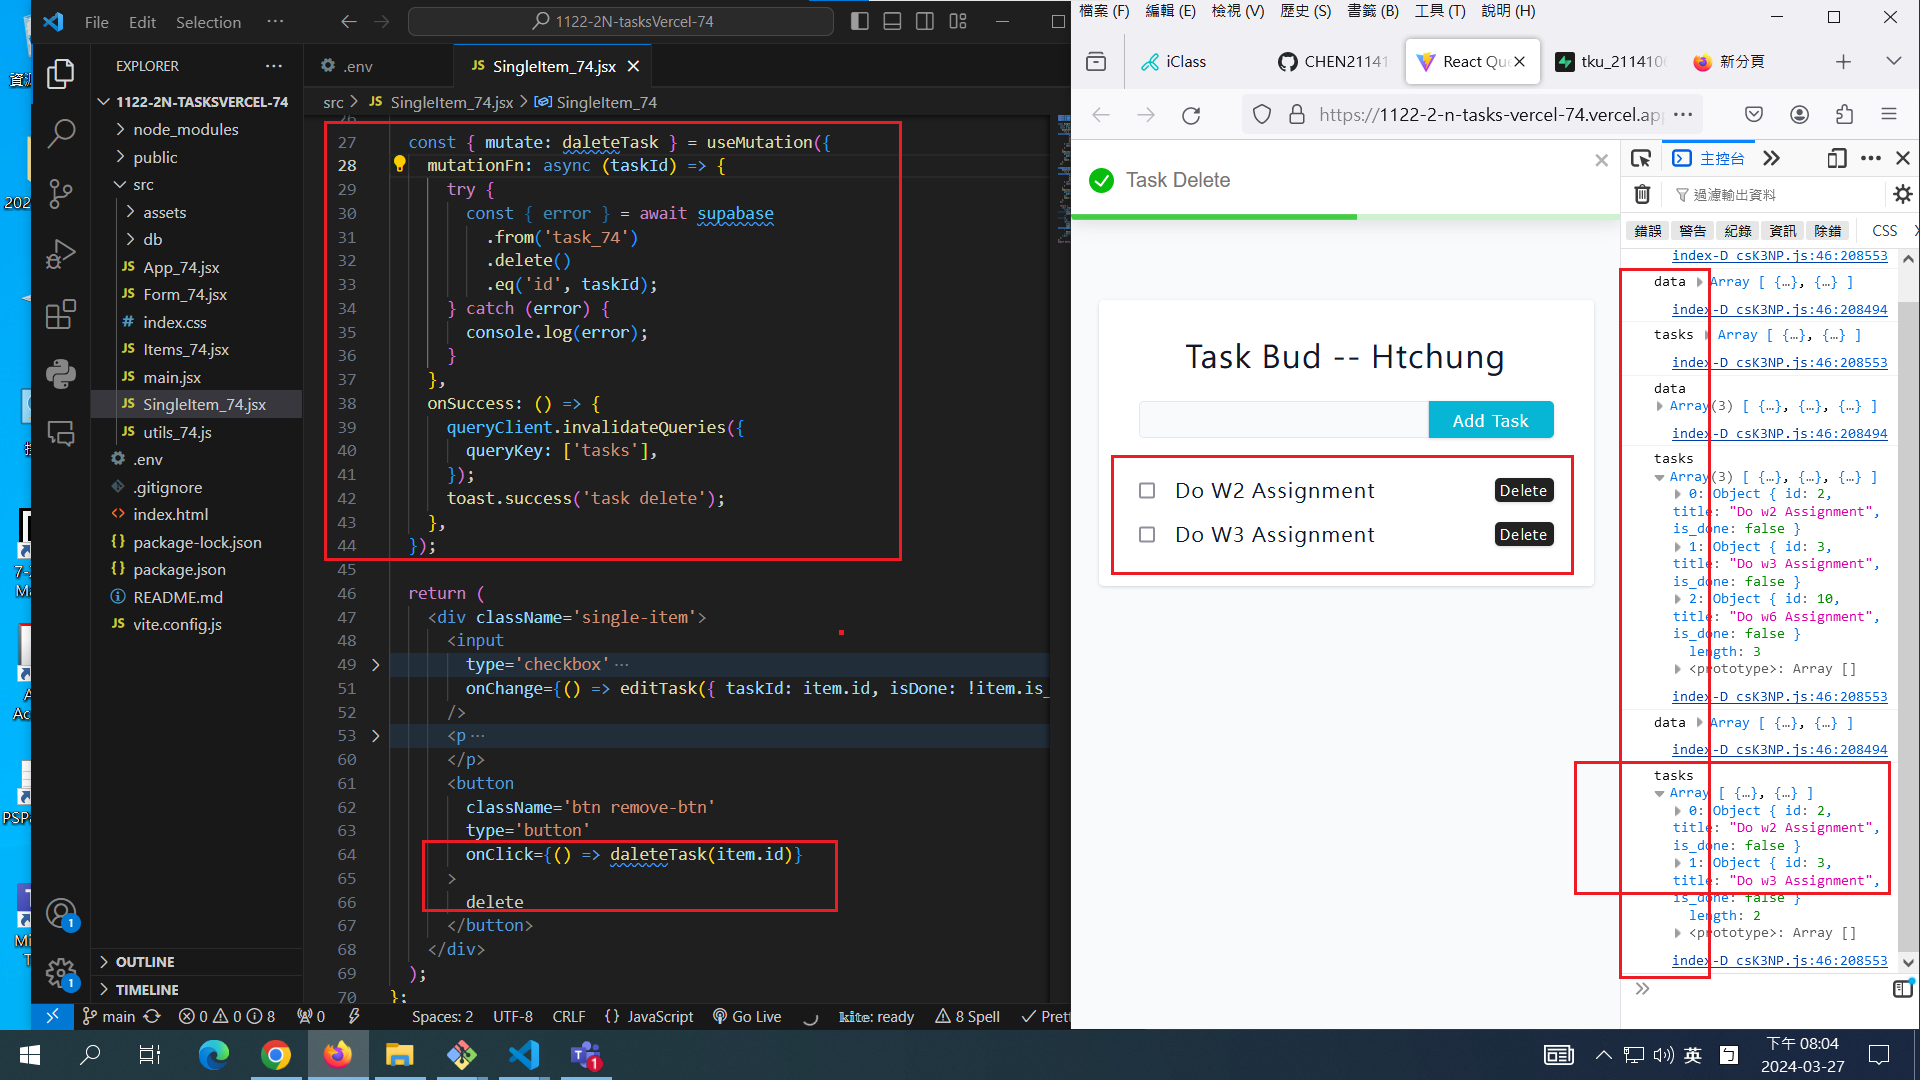 File Edit Selection ···
1122-2N-tasksVercel-74
EXPLORER
.env
JS SingleItem_74.jsx
src > JS SingleItem_74.jsx > SingleItem_74
1122-2N-TASKSVERCEL-74
node_modules
public
src
assets
db
JS App_74.jsx
JS Form_74.jsx
# index.css
JS Items_74.jsx
JS main.jsx
JS SingleItem_74.jsx
JS utils_74.js
.env
.gitignore
<> index.html
{} package-lock.json
{} package.json
README.md
JS vite.config.js
OUTLINE
TIMELINE
26
27 const { mutate: daleteTask } = useMutation({
28 mutationFn: async (taskId) => {
29 try {
30 const { error } = await supabase
31 .from('task_74')
32 .delete()
33 .eq('id', taskId);
34 } catch (error) {
35 console.log(error);
36 }
37 },
38 onSuccess: () => {
39 queryClient.invalidateQueries({
40 queryKey: ['tasks'],
41 });
42 toast.success('task delete');
43 },
44 });
45
46 return (
47 <div className='single-item'>
48 <input
49 type='checkbox' ···
51 onChange={() => editTask({ taskId: item.id, isDone: !item.is_
52 />
53 <p ···
60 </p>
61 <button
62 className='btn remove-btn'
63 type='button'
64 onClick={() => daleteTask(item.id)}
65 >
66 delete
67 </button>
68 </div>
69 );
70 };
main 0 0 8 0 Spaces: 2 UTF-8 CRLF {} JavaScript Go Live kite: ready 8 Spell Prett
檔案 (F) 編輯 (E) 檢視 (V) 歷史 (S) 書籤 (B) 工具 (T) 說明 (H)
iClass CHEN21141 React Que tku_211410 新分頁
https://1122-2-n-tasks-vercel-74.vercel.app
Task Delete
Task Bud -- Htchung
Add Task
Do W2 Assignment Delete
Do W3 Assignment Delete
主控台
過濾輸出資料
錯誤 警告 紀錄 資訊 除錯 CSS
index-D_csK3NP.js:46:208553
data Array [ {…}, {…} ]
index-D_csK3NP.js:46:208494
tasks Array [ {…}, {…} ]
index-D_csK3NP.js:46:208553
data
Array(3) [ {…}, {…}, {…} ]
index-D_csK3NP.js:46:208494
tasks
Array(3) [ {…}, {…}, {…} ]
0: Object { id: 2,
title: "Do w2 Assignment",
is_done: false }
1: Object { id: 3,
title: "Do w3 Assignment",
is_done: false }
2: Object { id: 10,
title: "Do w6 Assignment",
is_done: false }
length: 3
<prototype>: Array []
index-D_csK3NP.js:46:208553
data Array [ {…}, {…} ]
index-D_csK3NP.js:46:208494
tasks
Array [ {…}, {…} ]
0: Object { id: 2,
title: "Do w2 Assignment",
is_done: false }
1: Object { id: 3,
title: "Do w3 Assignment",
is_done: false }
length: 2
<prototype>: Array []
index-D_csK3NP.js:46:208553
英
下午 08:04
2024-03-27